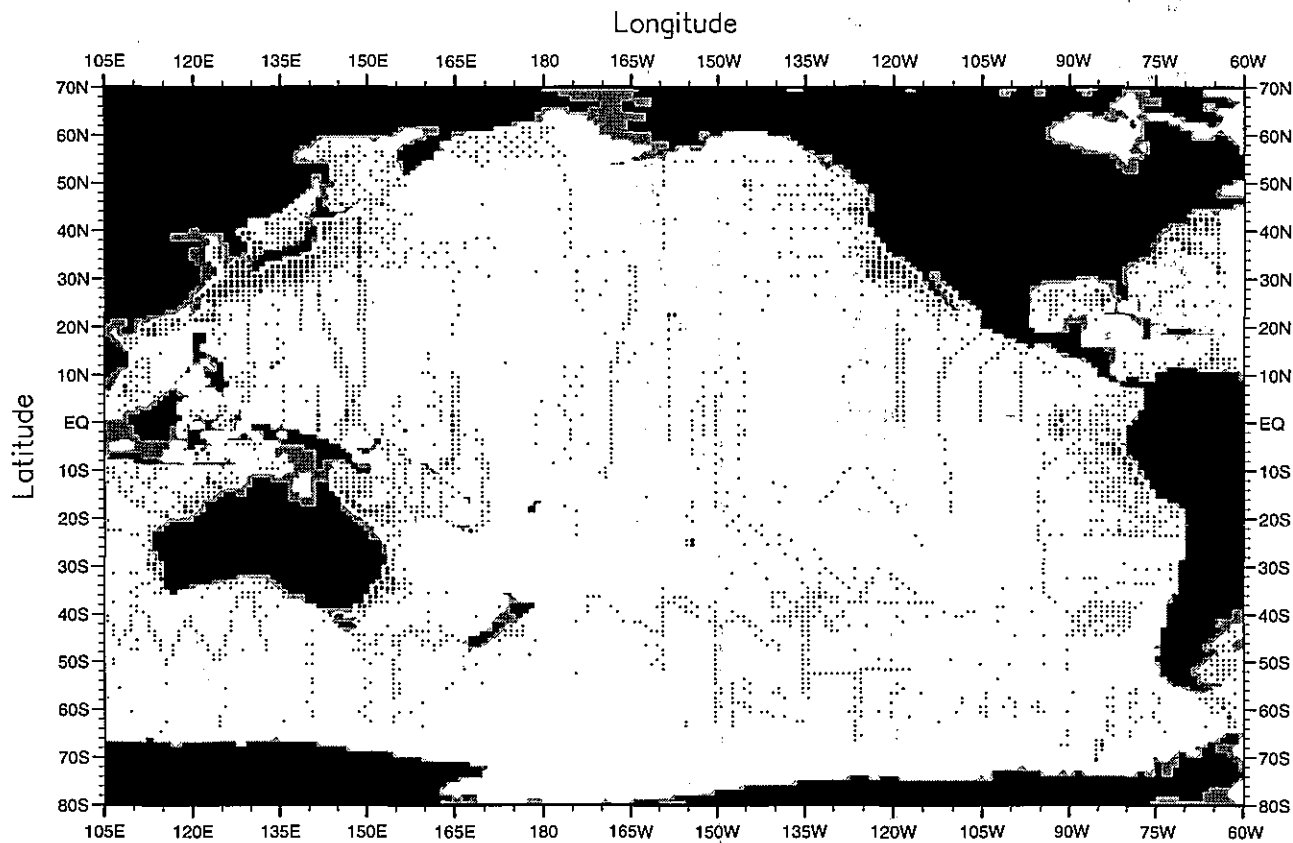 Longitude
105E 120E 135E 150E 165E 180 165W 150W 135W 120W 105W 90W 75W 60W
70N 70N
60N 60N
50N 50N
40N 40N
30N 30N
20N 20N
10N 10N
EQ EQ
Latitude
10S 10S
20S 20S
30S 30S
40S 40S
50S 50S
60S 60S
70S 70S
80S 80S
105E 120E 135E 150E 165E 180 165W 150W 135W 120W 105W 90W 75W 60W